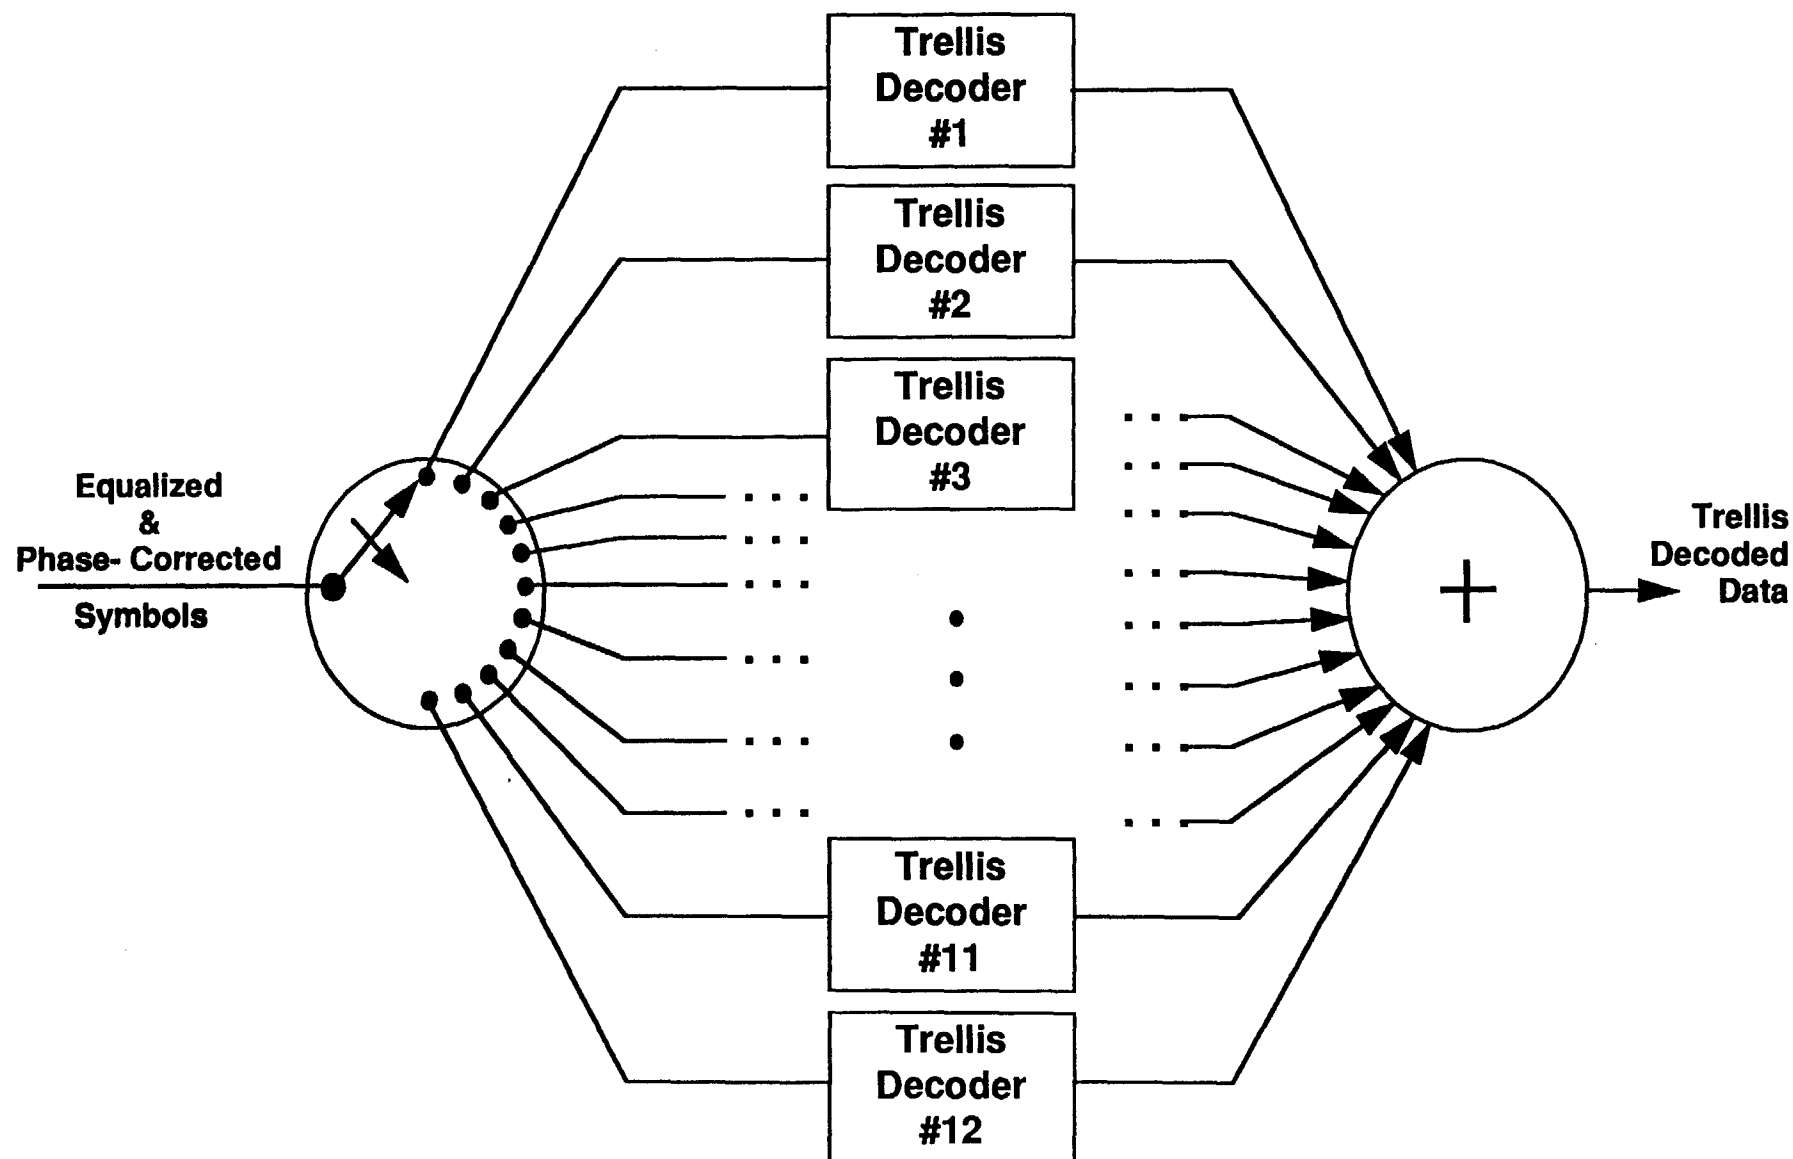 Trellis
Decoder
#1
Trellis
Decoder
#2
Trellis
Decoder
#3
Equalized
&
Phase- Corrected
Symbols
+
Trellis
Decoded
Data
Trellis
Decoder
#11
Trellis
Decoder
#12